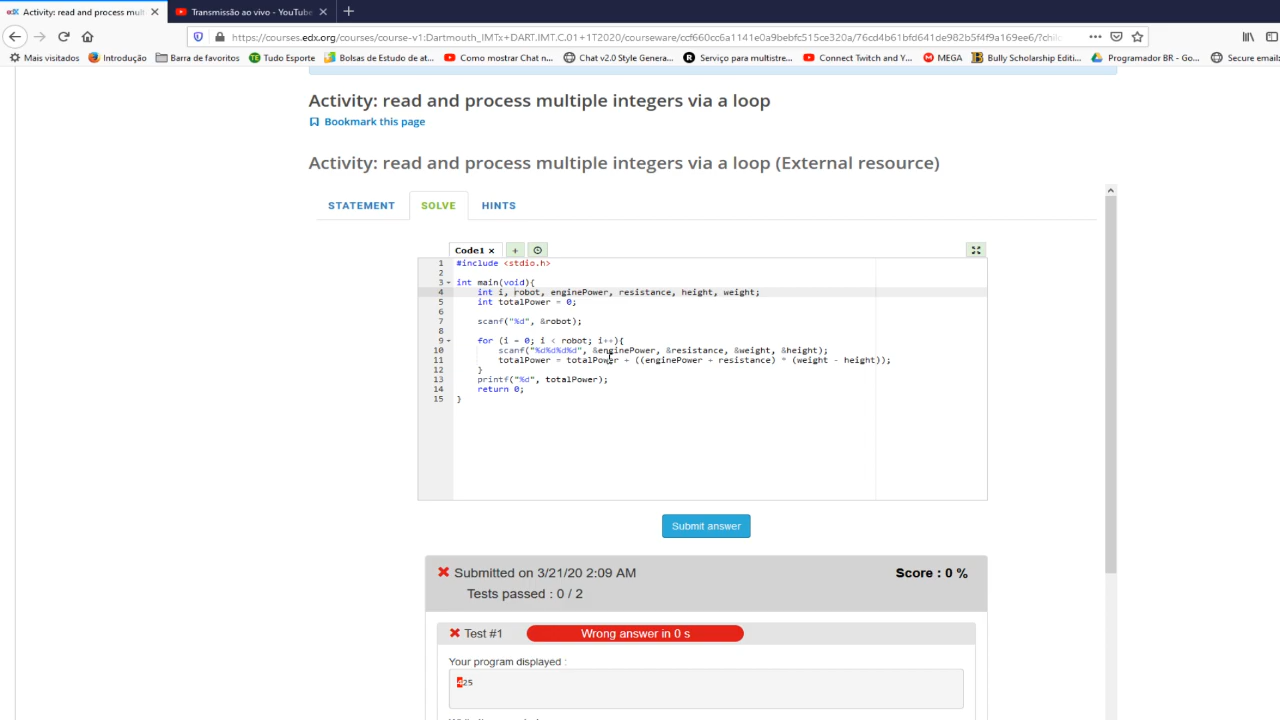 Activity: read and process mult
Transmissão ao vivo - YouTube
https://courses.edx.org/courses/course-v1:Dartmouth_IMTx+DART.IMT.C.01+1T2020/courseware/ccf660cc6a1141e0a9bebfc515ce320a/76cd4b61bfd641de982b5f4f9a169ee6/?chil
Mais visitados Introdução Barra de favoritos Tudo Esporte Bolsas de Estudo de at... Como mostrar Chat n... Chat v2.0 Style Genera... Serviço para multistre... Connect Twitch and Y... MEGA Bully Scholarship Editi... Programador BR - Go... Secure email:
Activity: read and process multiple integers via a loop
Bookmark this page
Activity: read and process multiple integers via a loop (External resource)
STATEMENT SOLVE HINTS
Code1 × +
1 #include <stdio.h>
2
3 int main(void){
4 int i, robot, enginePower, resistance, height, weight;
5 int totalPower = 0;
6
7 scanf("%d", &robot);
8
9 for (i = 0; i < robot; i++){
10 scanf("%d%d%d%d", &enginePower, &resistance, &weight, &height);
11 totalPower = totalPower + ((enginePower + resistance) * (weight - height));
12 }
13 printf("%d", totalPower);
14 return 0;
15 }
Submit answer
Submitted on 3/21/20 2:09 AM Score : 0 %
Tests passed : 0 / 2
Test #1 Wrong answer in 0 s
Your program displayed :
425